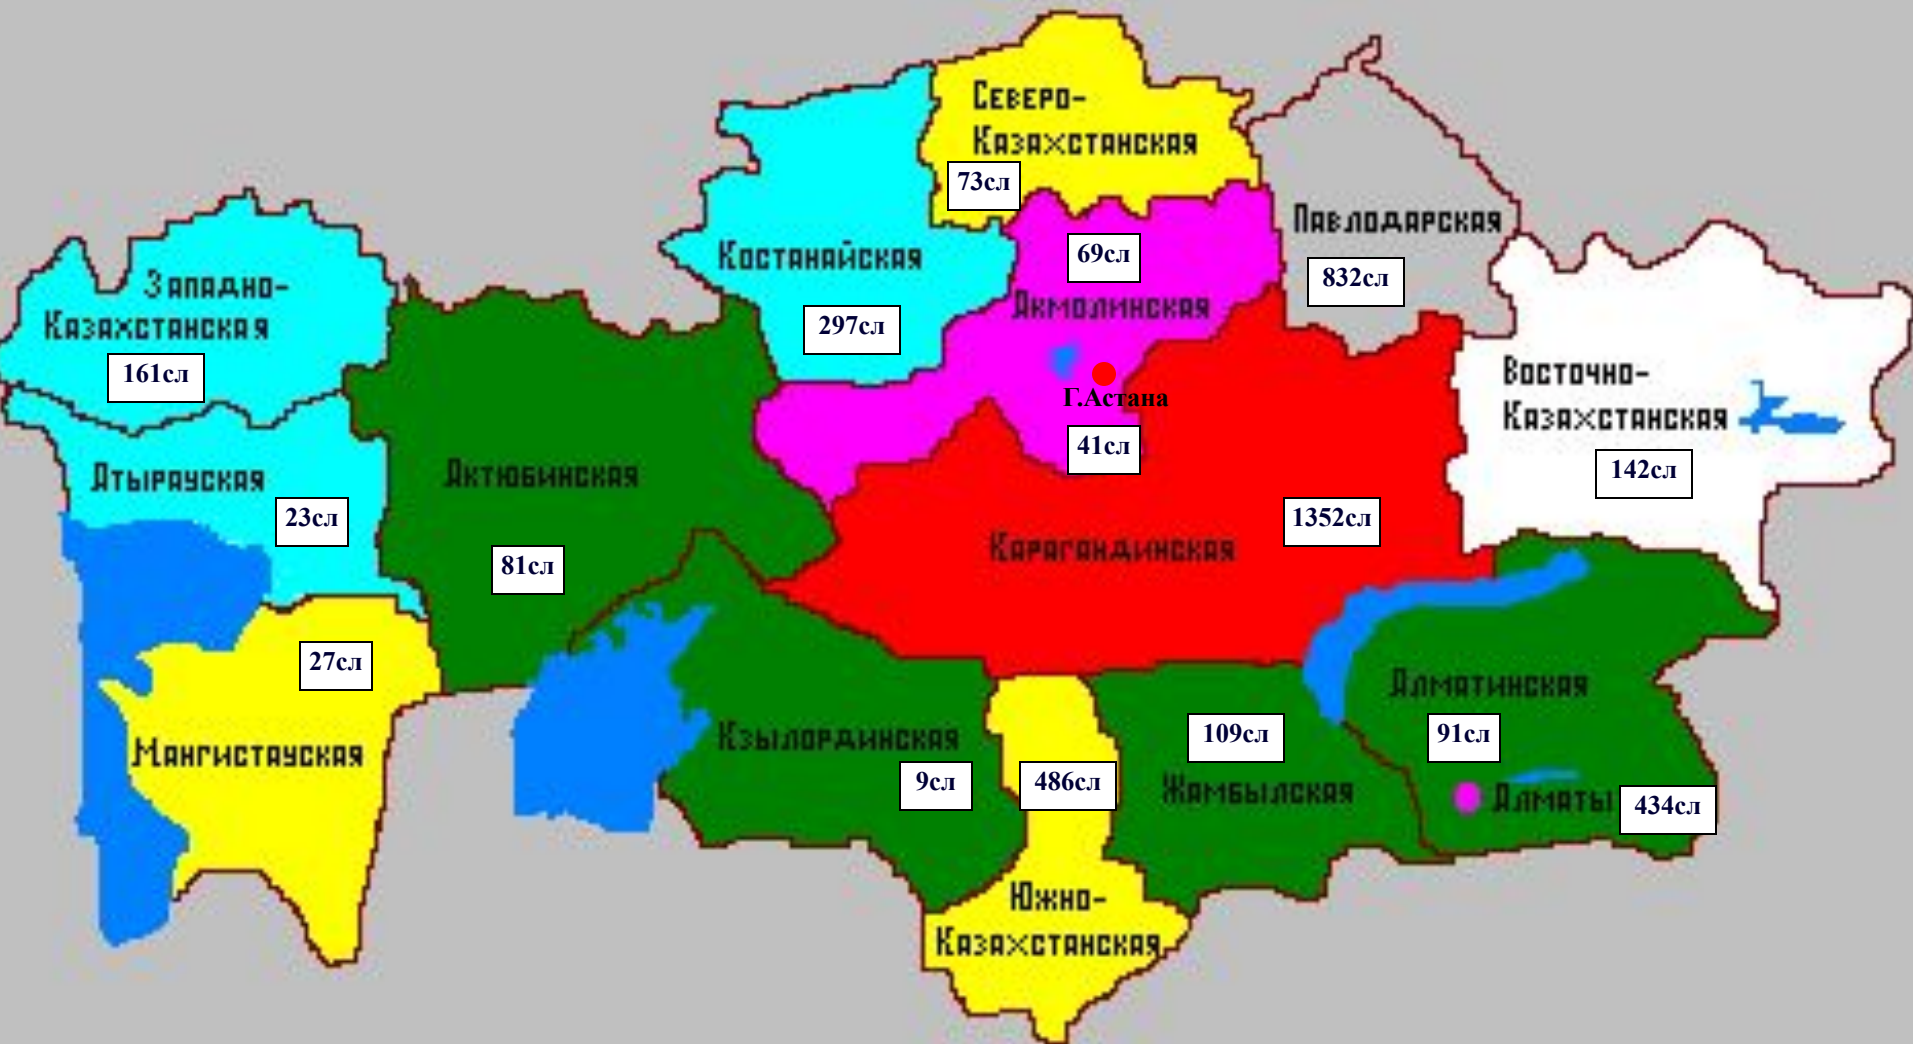 Северо-
Казахстанская
73сл
Павлодарская
832сл
Костанайская
297сл
69сл
Акмолинская
Г.Астана
41сл
Западно-
Казахстанская
161сл
Восточно-
Казахстанская
142сл
Атырауская
23сл
Актюбинская
81сл
Карагандинская
1352сл
27сл
Мангистауская
Кзылординская
9сл
486сл
109сл
Жамбылская
Алматинская
91сл
Алматы
434сл
Южно-
Казахстанская